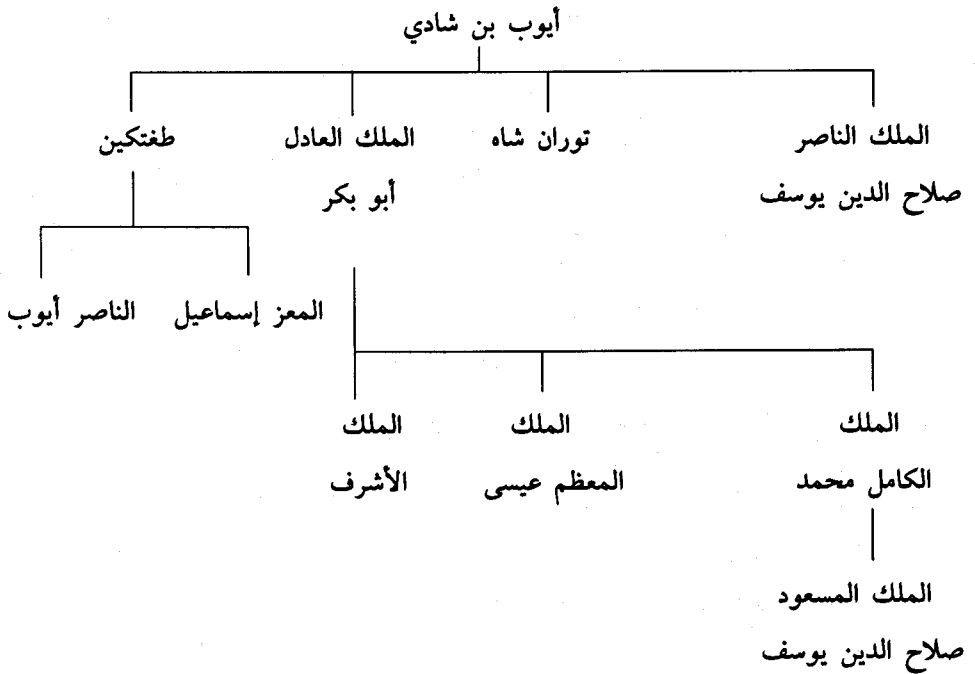 أيوب بن شادي
الملك الناصر توران شاه الملك العادل طغتكين
صلاح الدين يوسف أبو بكر
المعز إسماعيل الناصر أيوب
الملك الملك الملك
الكامل محمد المعظم عيسى الأشرف
الملك المسعود
صلاح الدين يوسف